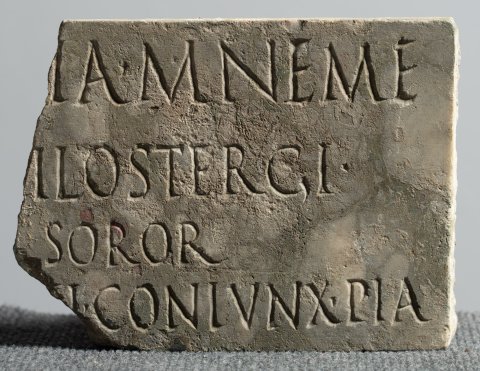 IA·MNEME
ILOSTERGI·
SOROR
CONIVNX·PIA